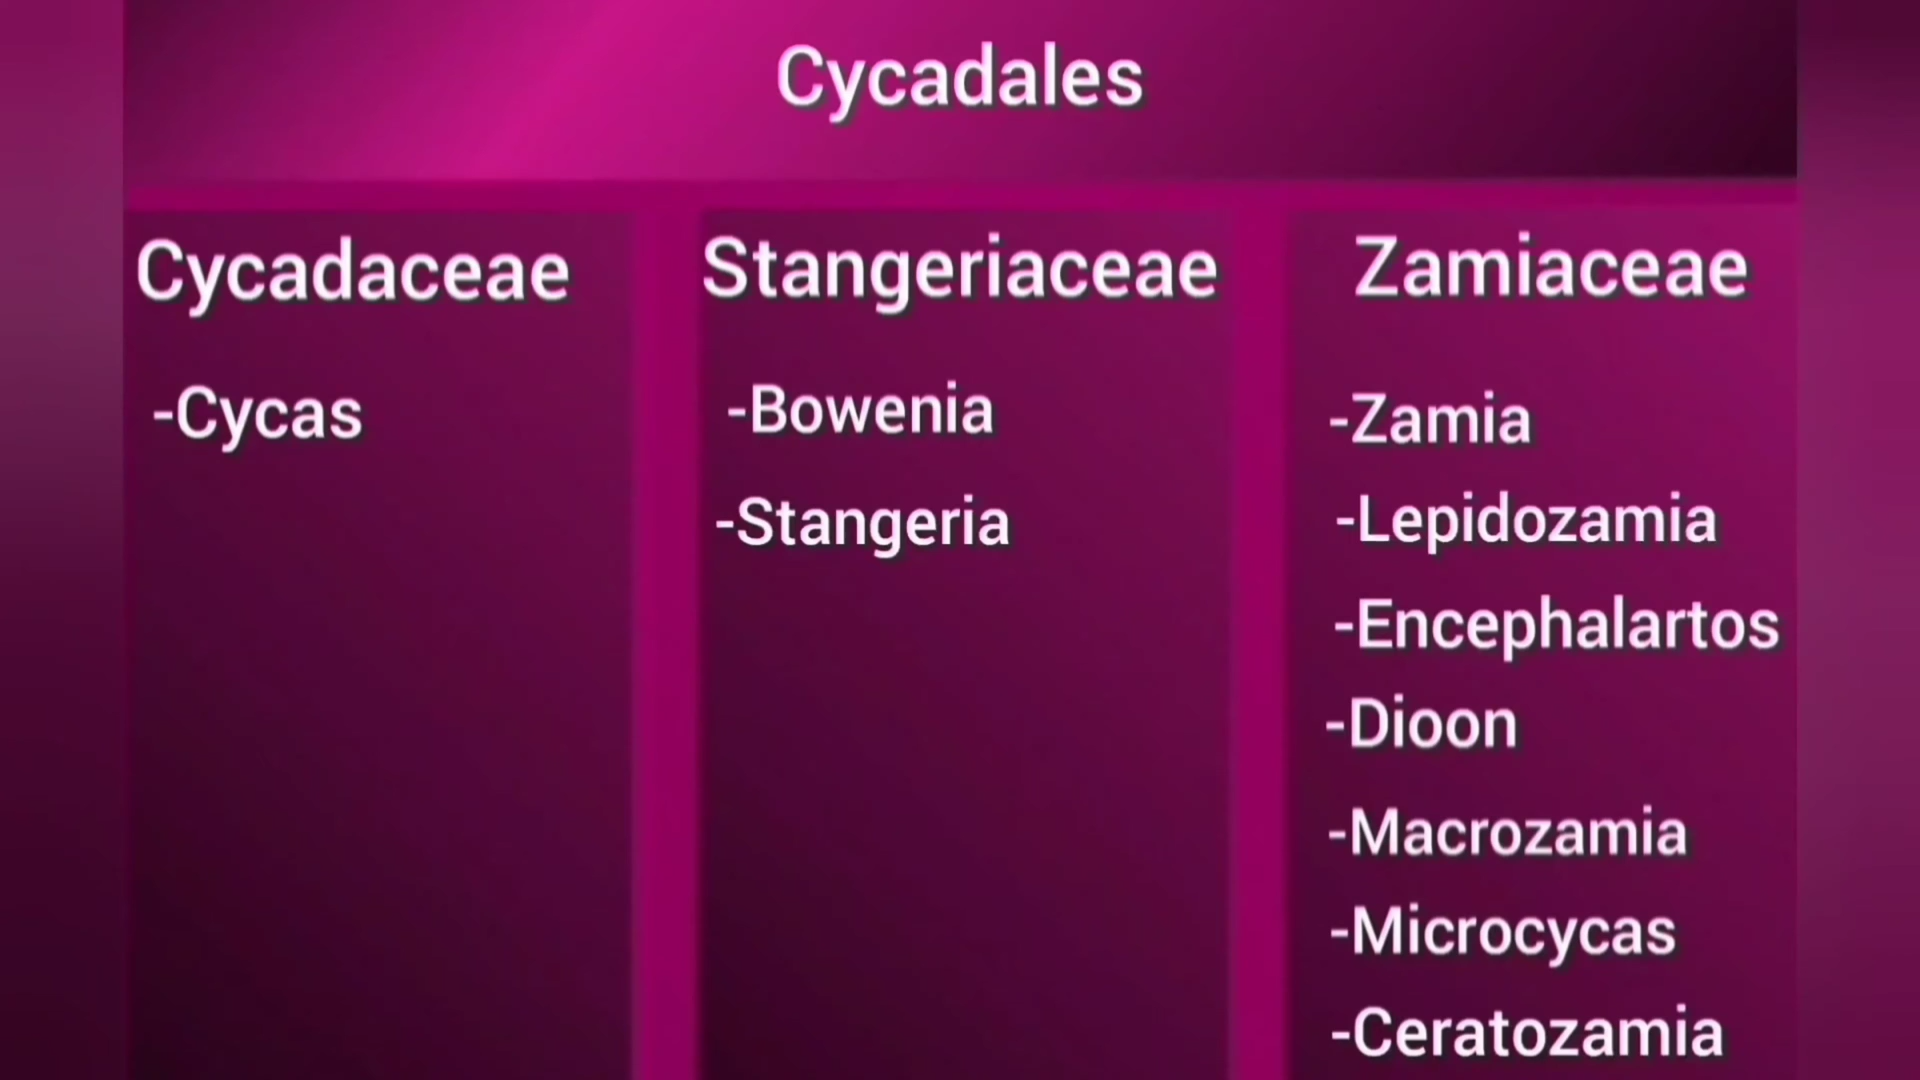 Cycadales
Cycadaceae
-Cycas
Stangeriaceae
-Bowenia
-Stangeria
Zamiaceae
-Zamia
-Lepidozamia
-Encephalartos
-Dioon
-Macrozamia
-Microcycas
-Ceratozamia